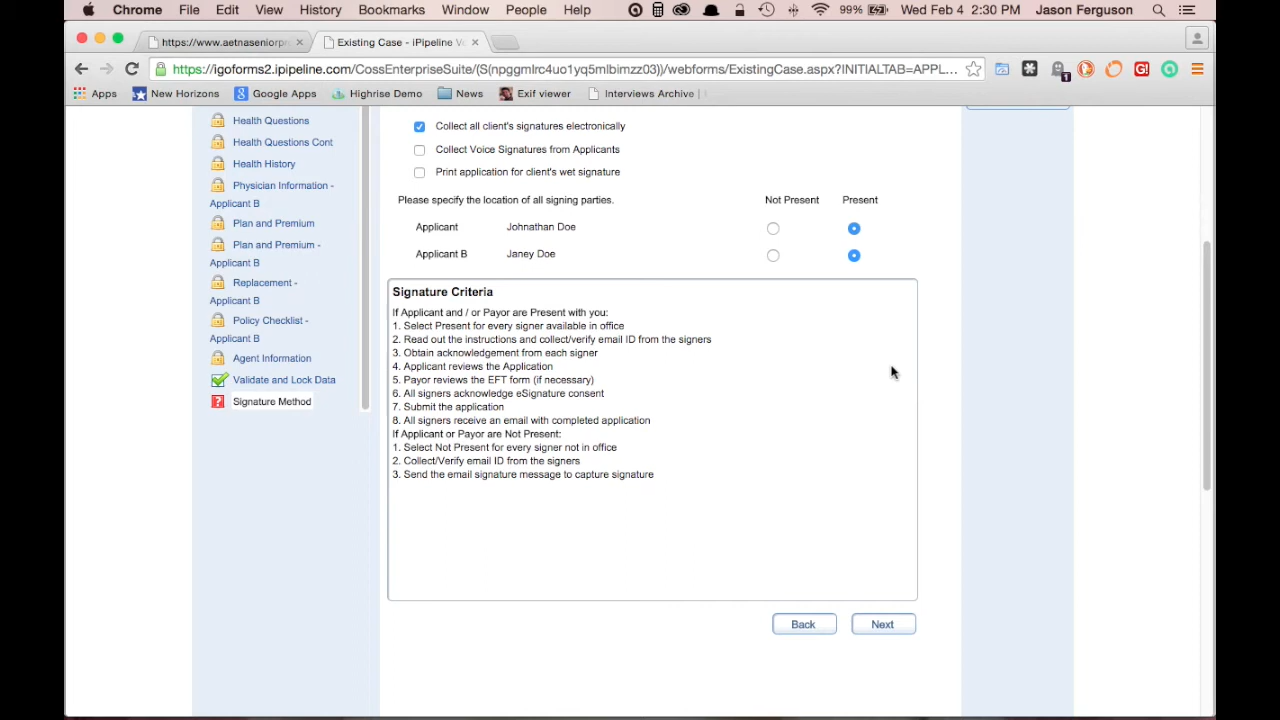 Chrome File Edit View History Bookmarks Window People Help 99% Wed Feb 4 2:30 PM Jason Ferguson
https://www.aetnaseniorpr Existing Case - iPipeline Ve
https://igoforms2.ipipeline.com/CossEnterpriseSuite/(S(npggmlrc4uo1yq5mlbimzz03))/webforms/ExistingCase.aspx?INITIALTAB=APPL...
1
G!
Apps New Horizons Google Apps Highrise Demo News Exif viewer Interviews Archive |
Health Questions
Health Questions Cont
Health History
Physician Information -
Applicant B
Plan and Premium
Plan and Premium -
Applicant B
Replacement -
Applicant B
Policy Checklist -
Applicant B
Agent Information
Validate and Lock Data
Signature Method
Collect all client's signatures electronically
Collect Voice Signatures from Applicants
Print application for client's wet signature
Please specify the location of all signing parties. Not Present Present
Applicant Johnathan Doe
Applicant B Janey Doe
Signature Criteria
If Applicant and / or Payor are Present with you:
1. Select Present for every signer available in office
2. Read out the instructions and collect/verify email ID from the signers
3. Obtain acknowledgement from each signer
4. Applicant reviews the Application
5. Payor reviews the EFT form (if necessary)
6. All signers acknowledge eSignature consent
7. Submit the application
8. All signers receive an email with completed application
If Applicant or Payor are Not Present:
1. Select Not Present for every signer not in office
2. Collect/Verify email ID from the signers
3. Send the email signature message to capture signature
Back Next